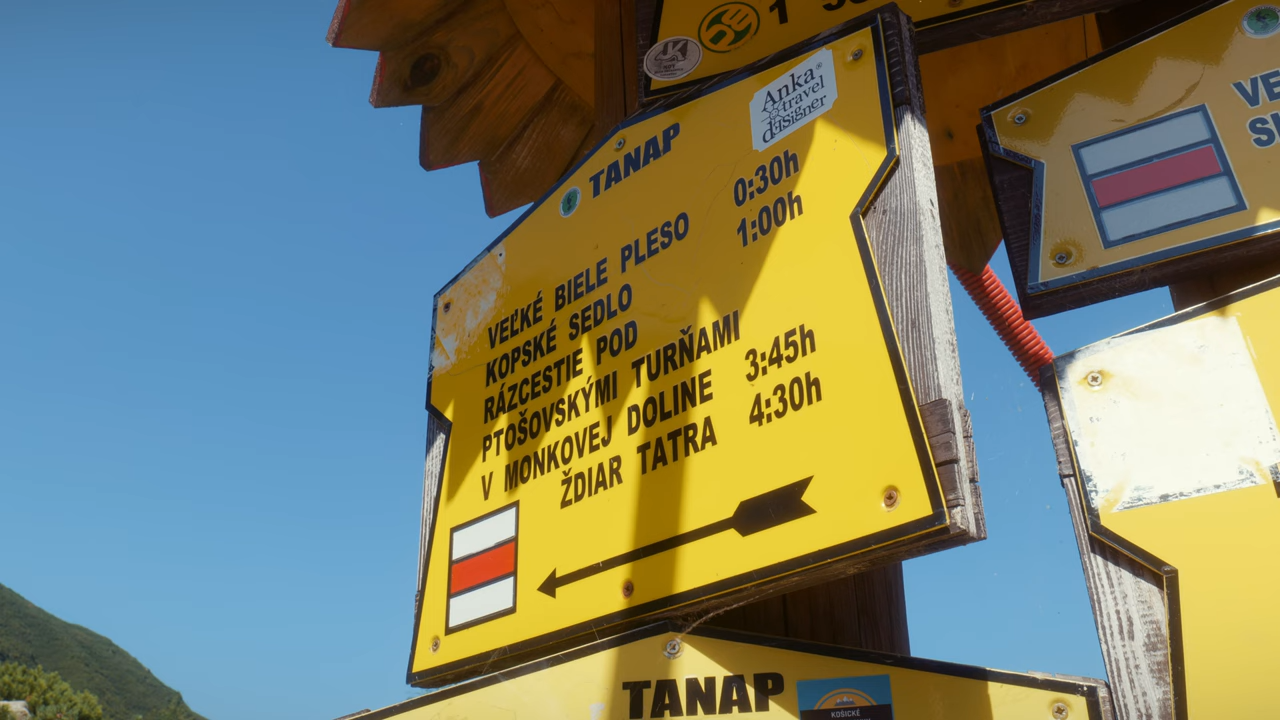 TANAP
Anka®
travel
deSigner
VEĽKÉ BIELE PLESO 0:30h
KOPSKÉ SEDLO 1:00h
RÁZCESTIE POD
PTOŠOVSKÝMI TURŇAMI
V MONKOVEJ DOLINE 3:45h
ŽDIAR TATRA 4:30h
TANAP
KOŠICKÉ